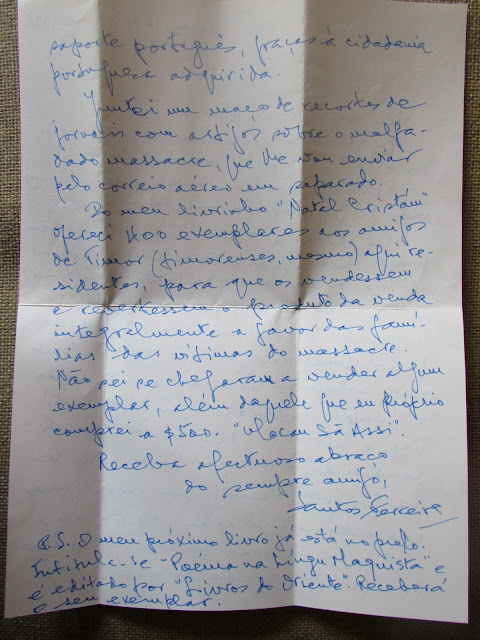 saporte português, graças à cidadania
portuguesa adquirida.
Juntei um maço de recortes de
jornais com artigos sobre o malfa-
dado massacre, que lhe vou enviar
pelo correio aéreo em separado.
Do meu livrinho "Natal Cristám"
ofereci 400 exemplares aos amigos
de Timor (timorenses, mesmo) aqui re-
sidentes, para que os vendessem
e revertessem o produto da venda
integralmente a favor das famí-
lias das vítimas do massacre.
Não sei se chegaram a vender algum
exemplar, além daquele que eu próprio
comprei a $500. "Macau Sã Assi".
Receba afectuoso abraço
do sempre amigo,
Santos Ferreira
P.S. O meu próximo livro já está no prelo.
Intitula-se "Poéma na Língu Maquista" e
é editado por "Livros do Oriente". Receberá
o seu exemplar.